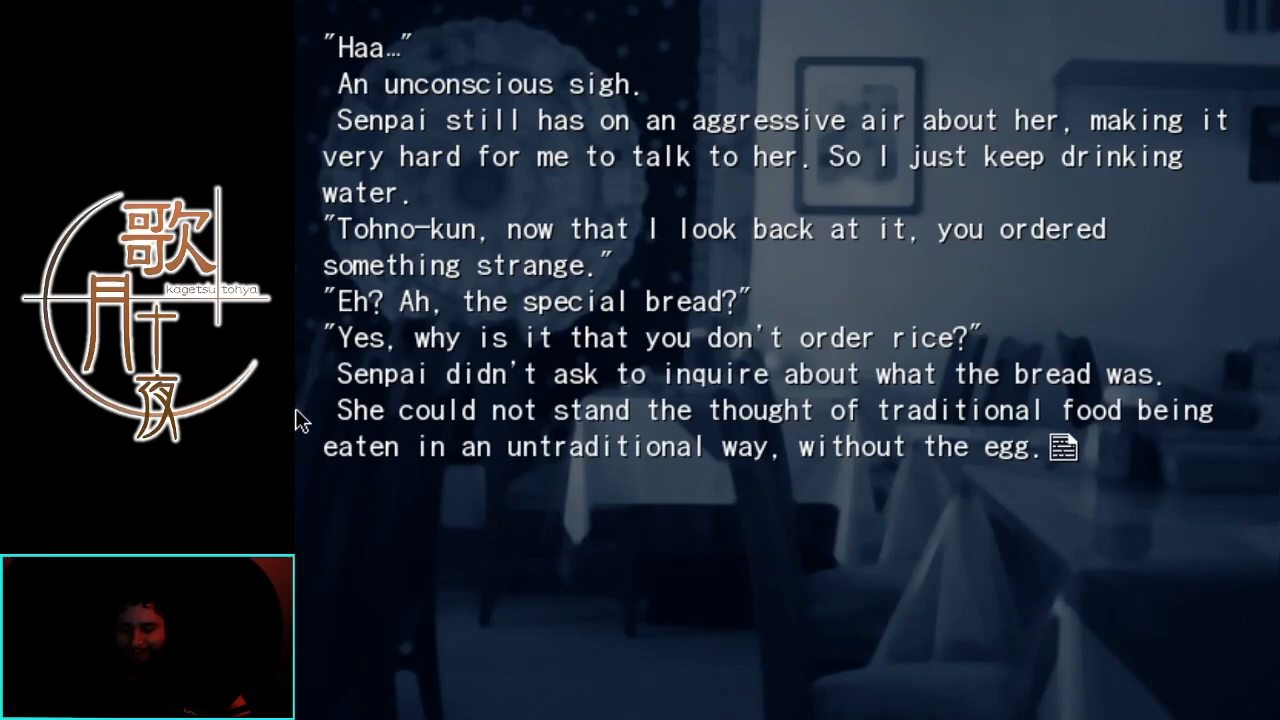 歌月十夜
kagetsu tohya
"Haa…"
An unconscious sigh.
Senpai still has on an aggressive air about her, making it
very hard for me to talk to her. So I just keep drinking
water.
"Tohno-kun, now that I look back at it, you ordered
something strange."
"Eh? Ah, the special bread?"
"Yes, why is it that you don't order rice?"
Senpai didn't ask to inquire about what the bread was.
She could not stand the thought of traditional food being
eaten in an untraditional way, without the egg.